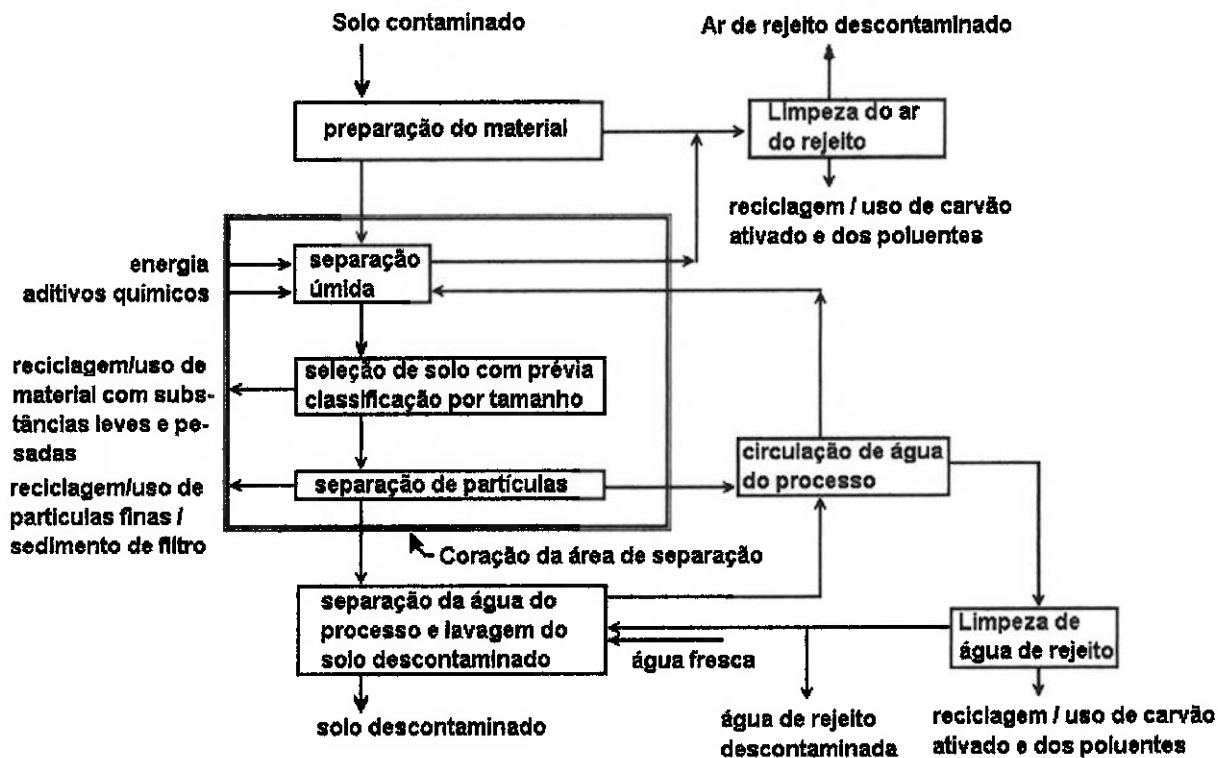 Solo contaminado
Ar de rejeito descontaminado
preparação do material
Limpeza do ar
do rejeito
reciclagem / uso de carvão
ativado e dos poluentes
energia
aditivos químicos
separação
úmida
reciclagem/uso de
material com subs-
tâncias leves e pe-
sadas
seleção de solo com prévia
classificação por tamanho
circulação de água
do processo
reciclagem/uso de
partículas finas /
sedimento de filtro
separação de partículas
Coração da área de separação
separação da água do
processo e lavagem do
solo descontaminado
água fresca
Limpeza de
água de rejeito
solo descontaminado
água de rejeito
descontaminada
reciclagem / uso de carvão
ativado e dos poluentes